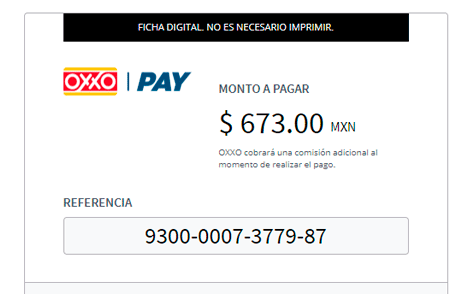 FICHA DIGITAL. NO ES NECESARIO IMPRIMIR.
OXXO | PAY
MONTO A PAGAR
$ 673.00 MXN
OXXO cobrará una comisión adicional al
momento de realizar el pago.
REFERENCIA
9300-0007-3779-87